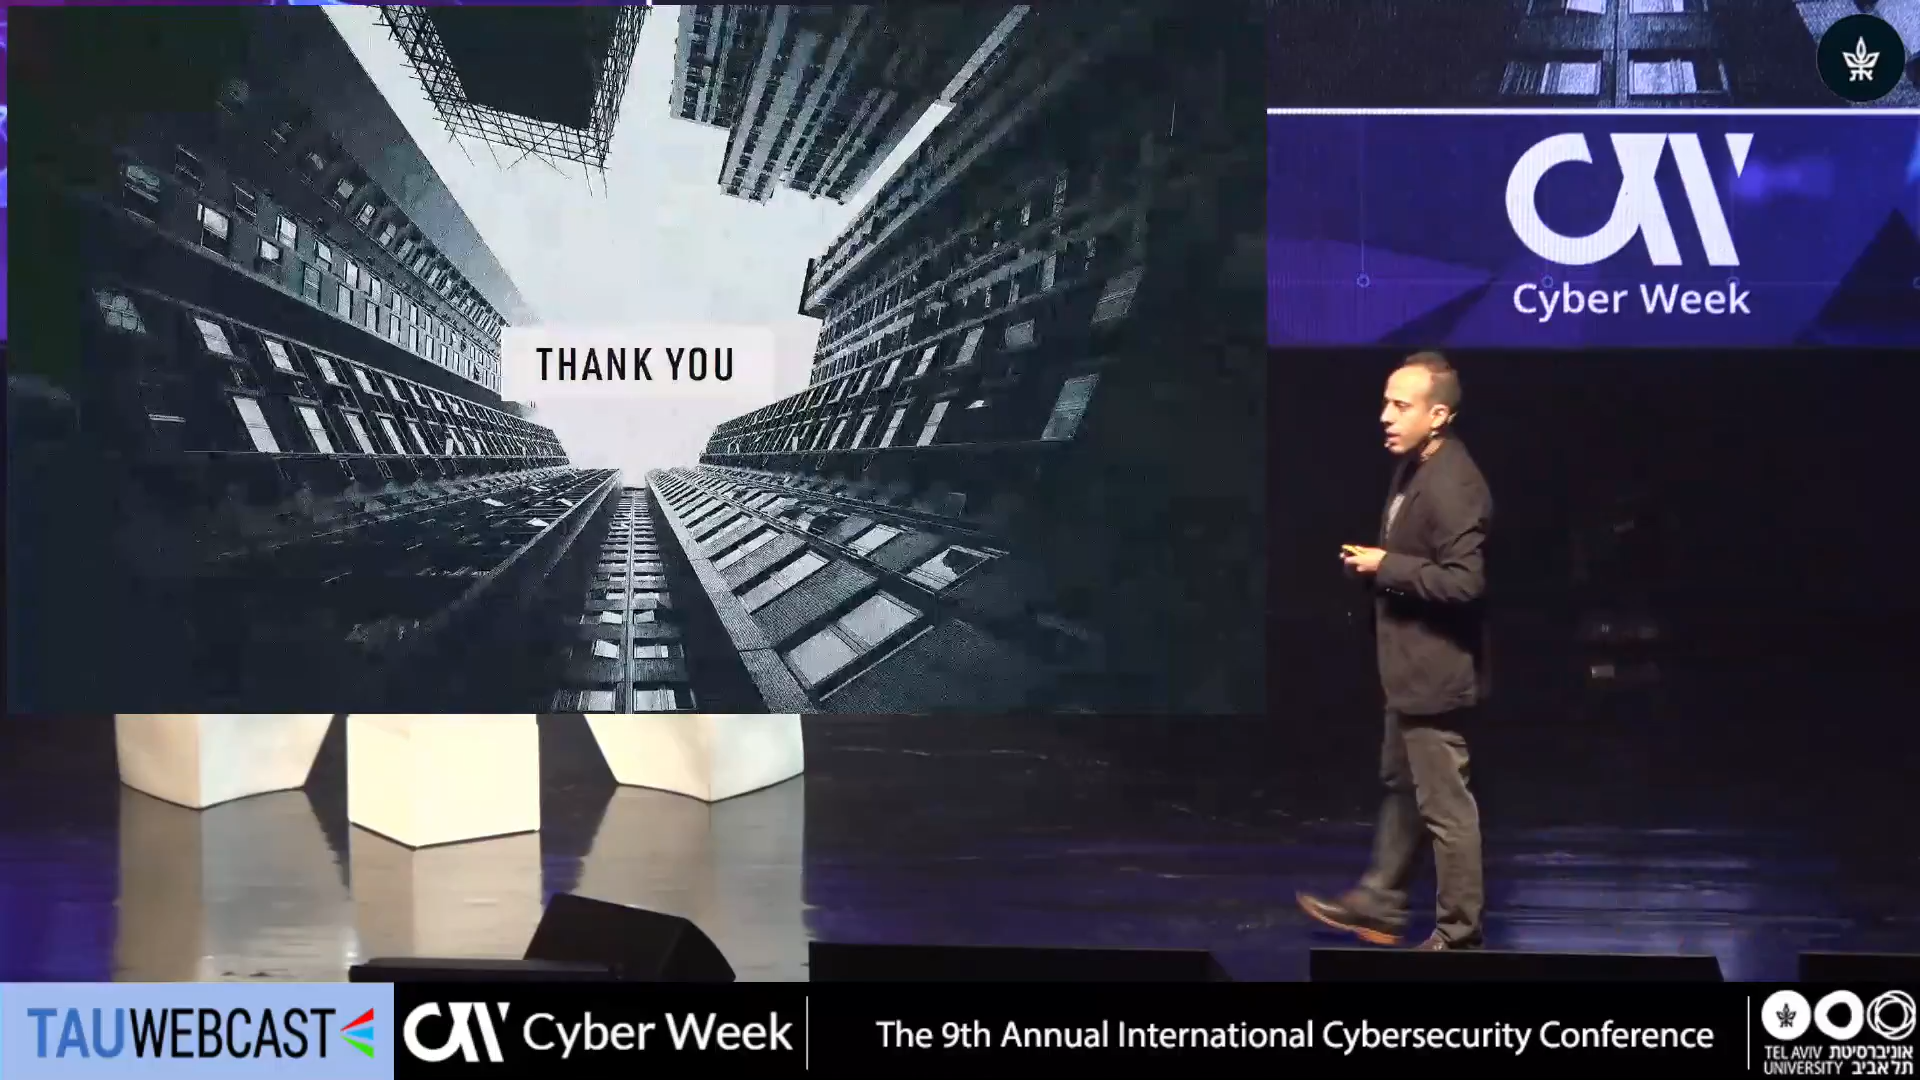 THANK YOU
Cyber Week
TAUWEBCAST
Cyber Week
The 9th Annual International Cybersecurity Conference
TEL AVIV
UNIVERSITY
אוניברסיטת
תל אביב